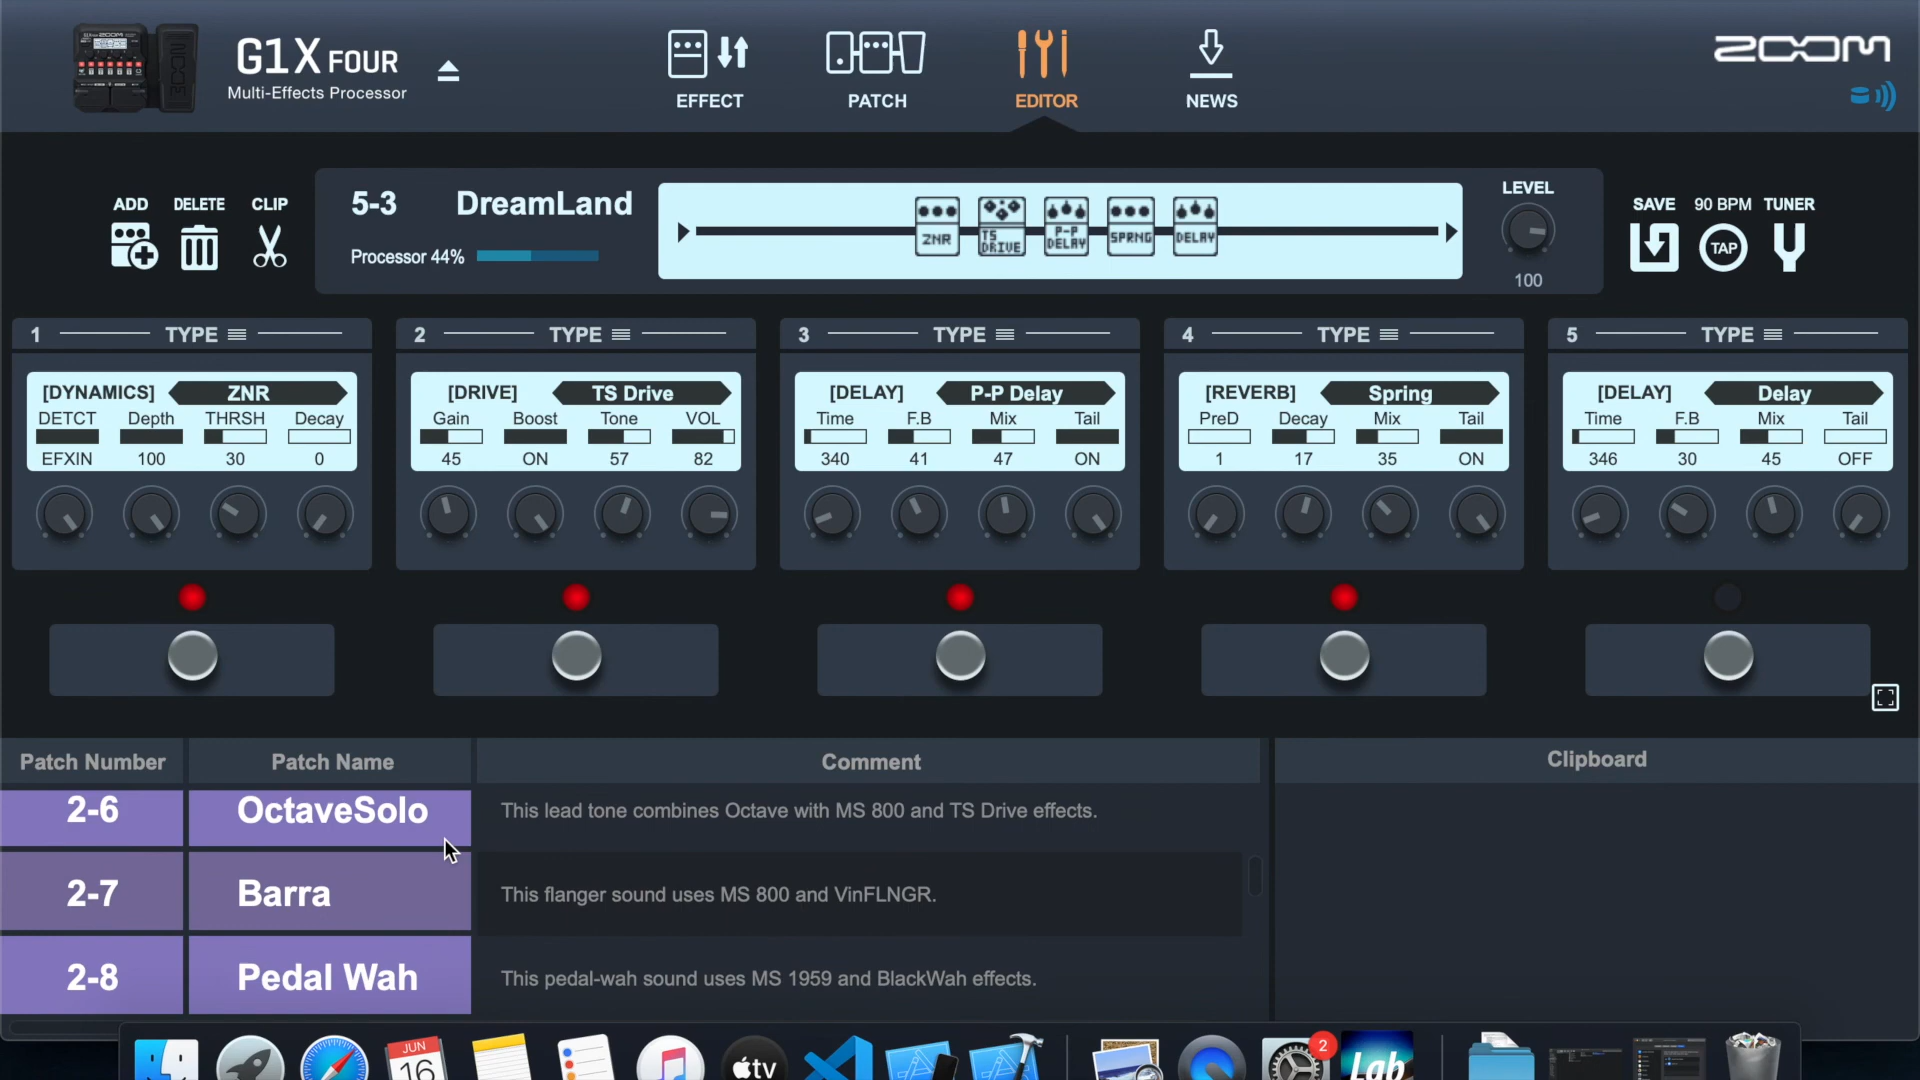 G1X FOUR
Multi-Effects Processor
EFFECT
PATCH
EDITOR
NEWS
ZOOM
ADD
DELETE
CLIP
5-3
DreamLand
Processor 44%
ZNR
TS DRIVE
P-P DELAY
SPRNG
DELAY
LEVEL
100
SAVE
90 BPM
TUNER
TAP
1 TYPE
[DYNAMICS] ZNR
DETCT Depth THRSH Decay
EFXIN 100 30 0
2 TYPE
[DRIVE] TS Drive
Gain Boost Tone VOL
45 ON 57 82
3 TYPE
[DELAY] P-P Delay
Time F.B Mix Tail
340 41 47 ON
4 TYPE
[REVERB] Spring
PreD Decay Mix Tail
1 17 35 ON
5 TYPE
[DELAY] Delay
Time F.B Mix Tail
346 30 45 OFF
Patch Number Patch Name Comment Clipboard
2-6 OctaveSolo This lead tone combines Octave with MS 800 and TS Drive effects.
2-7 Barra This flanger sound uses MS 800 and VinFLNGR.
2-8 Pedal Wah This pedal-wah sound uses MS 1959 and BlackWah effects.
JUN
16
tv
2
Lab